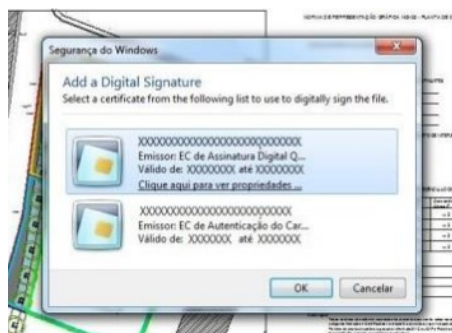 Segurança do Windows
Add a Digital Signature
Select a certificate from the following list to use to digitally sign the file.
XXXXXXXXXXXXXXXXXXXXXXXXXX
Emissor: EC de Assinatura Digital Q...
Válido de: XXXXXXXX até XXXXXXXX
Clique aqui para ver propriedades ...
XXXXXXXXXXXXXXXXXXXXXXXX
Emissor: EC de Autenticação do Car...
Válido de: XXXXXXX até XXXXXXX
OK
Cancelar